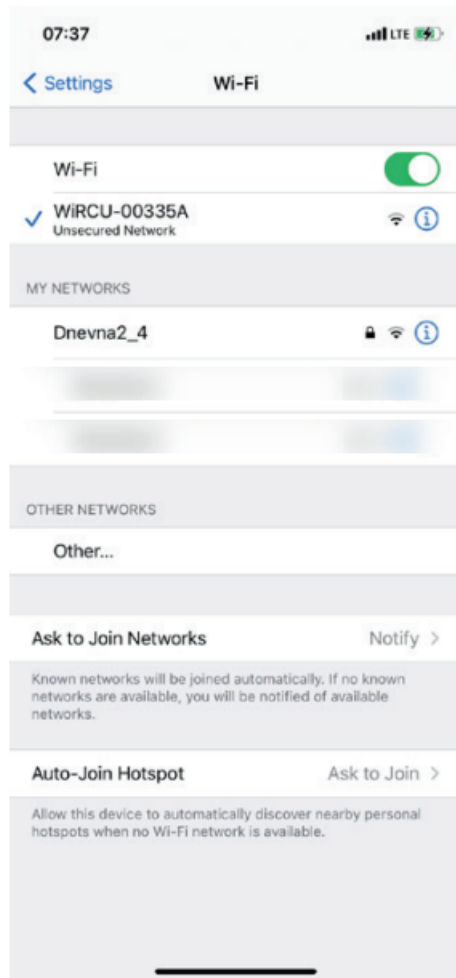 07:37
LTE
Settings
Wi-Fi
Wi-Fi
WiRCU-00335A
Unsecured Network
MY NETWORKS
Dnevna2_4
OTHER NETWORKS
Other...
Ask to Join Networks Notify
Known networks will be joined automatically. If no known
networks are available, you will be notified of available
networks.
Auto-Join Hotspot Ask to Join
Allow this device to automatically discover nearby personal
hotspots when no Wi-Fi network is available.